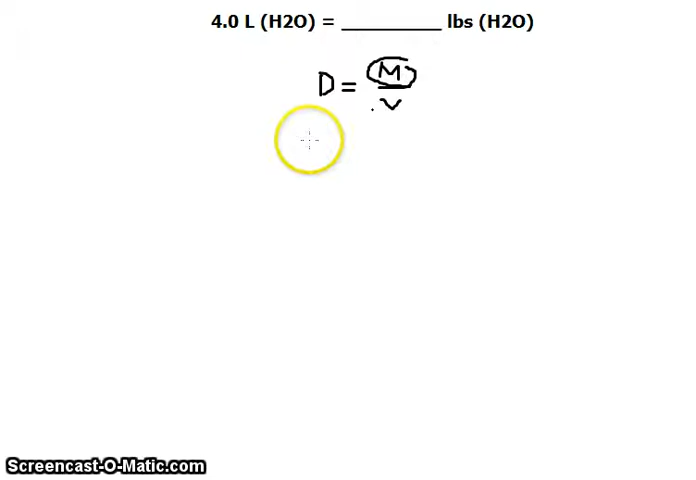 4.0 L (H2O) = __________ lbs (H2O)
D = M
V
Screencast-O-Matic.com